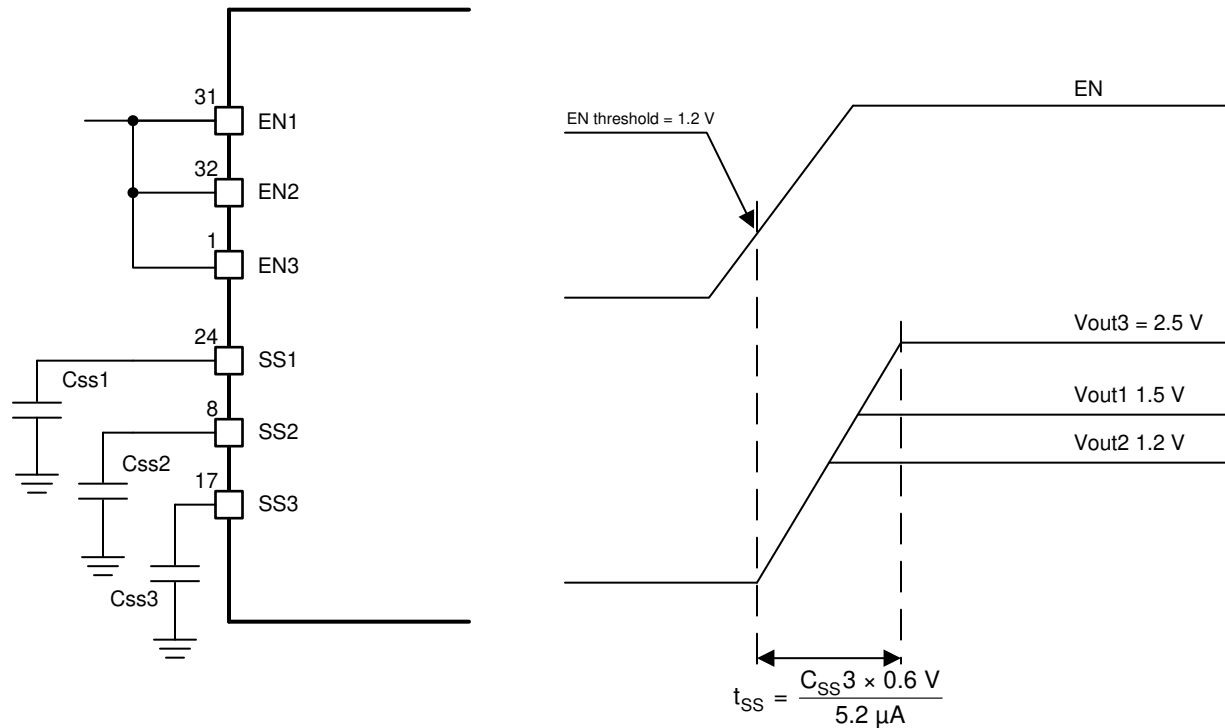 31
EN1
32
EN2
1
EN3
24
SS1
Css1
8
SS2
Css2
17
SS3
Css3
EN
EN threshold = 1.2 V
Vout3 = 2.5 V
Vout1 1.5 V
Vout2 1.2 V
tSS = CSS3 × 0.6 V
5.2 µA